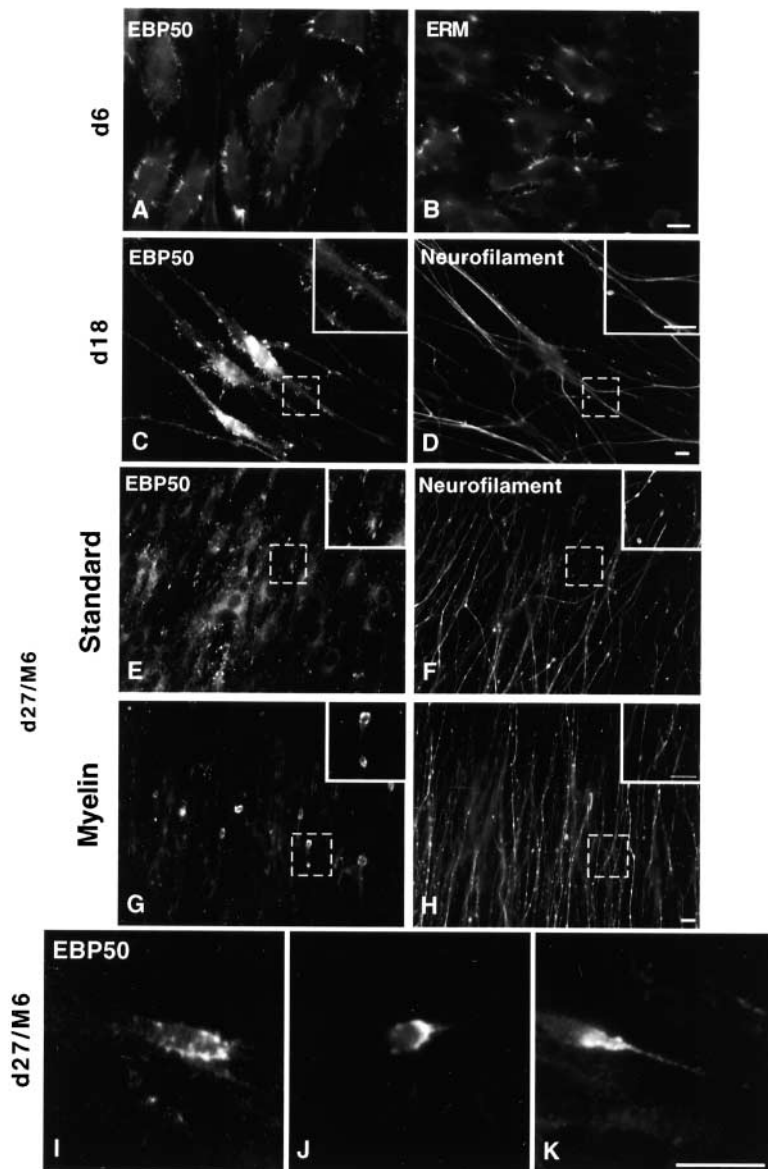 EBP50
ERM
d6
A
B
EBP50
Neurofilament
d18
C
D
EBP50
Neurofilament
Standard
E
F
d27/M6
Myelin
G
H
EBP50
d27/M6
I
J
K